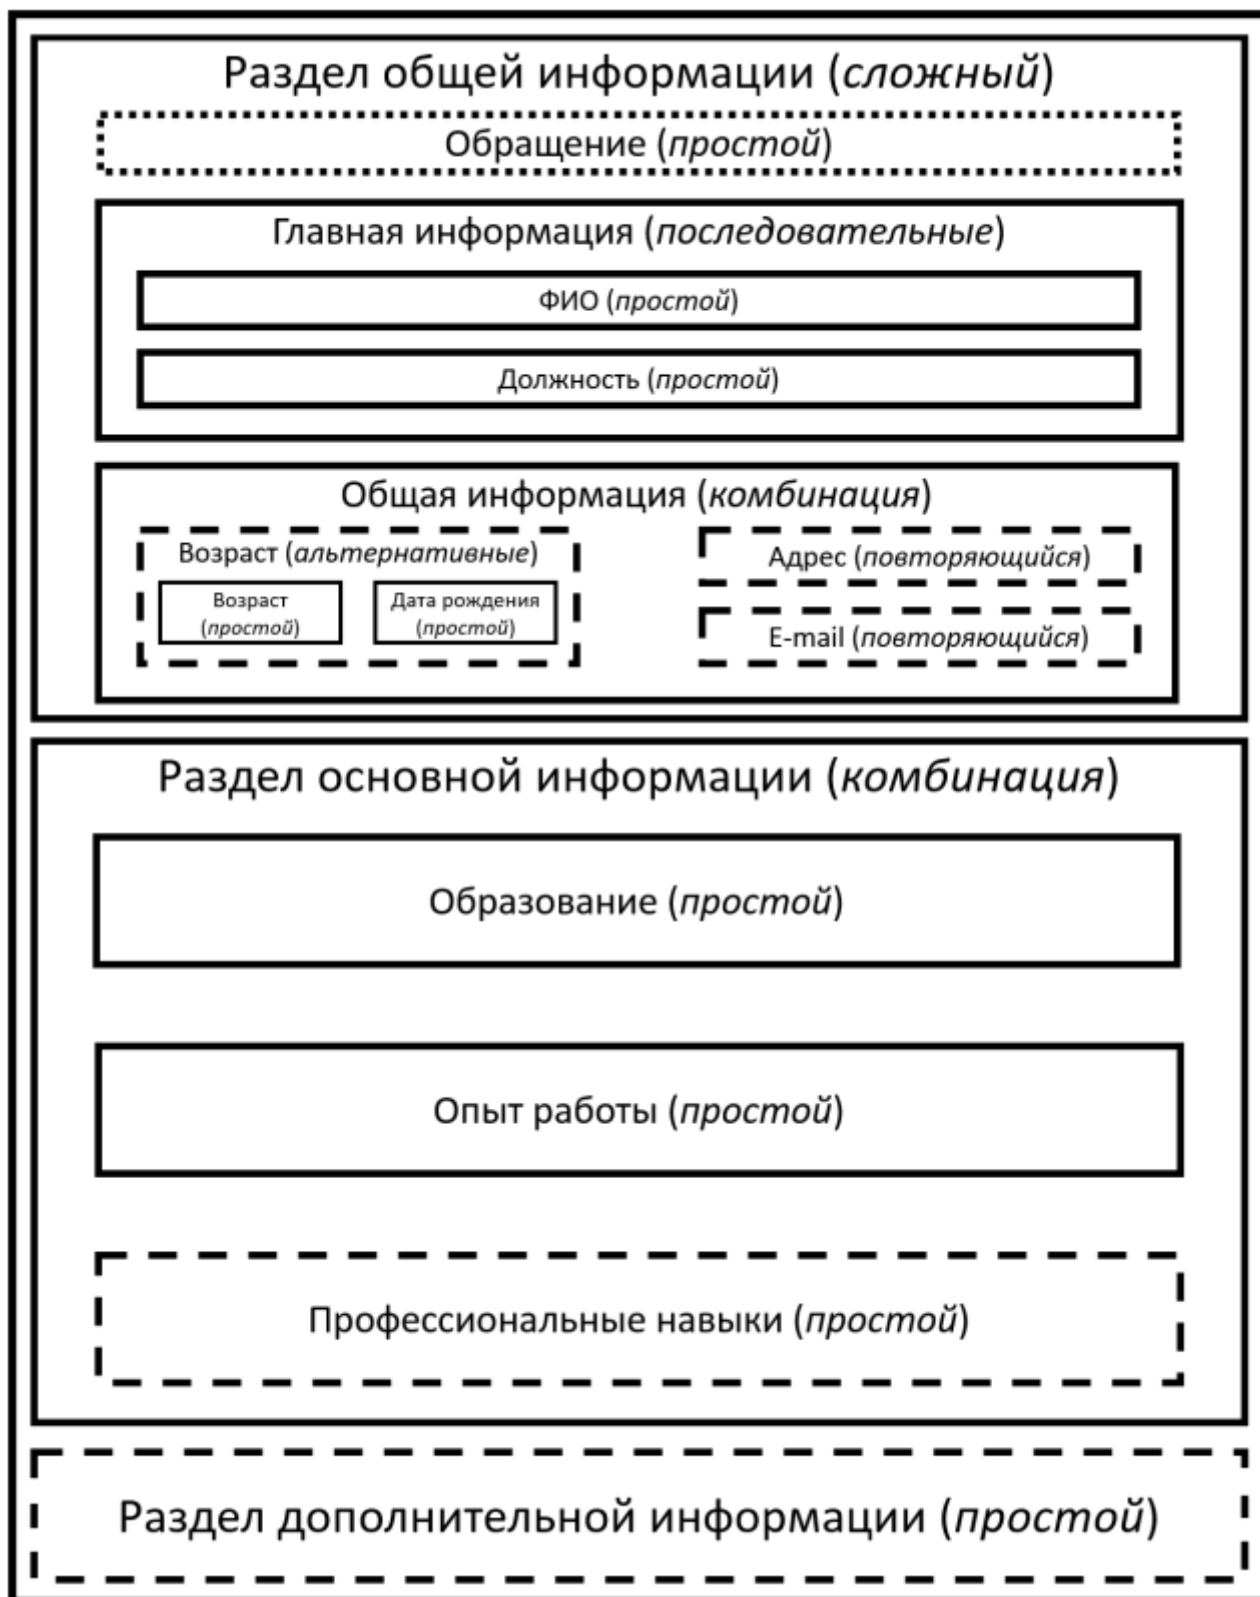 Раздел общей информации (сложный)
Обращение (простой)
Главная информация (последовательные)
ФИО (простой)
Должность (простой)
Общая информация (комбинация)
Возраст (альтернативные)
Возраст
(простой)
Дата рождения
(простой)
Адрес (повторяющийся)
E-mail (повторяющийся)
Раздел основной информации (комбинация)
Образование (простой)
Опыт работы (простой)
Профессиональные навыки (простой)
Раздел дополнительной информации (простой)